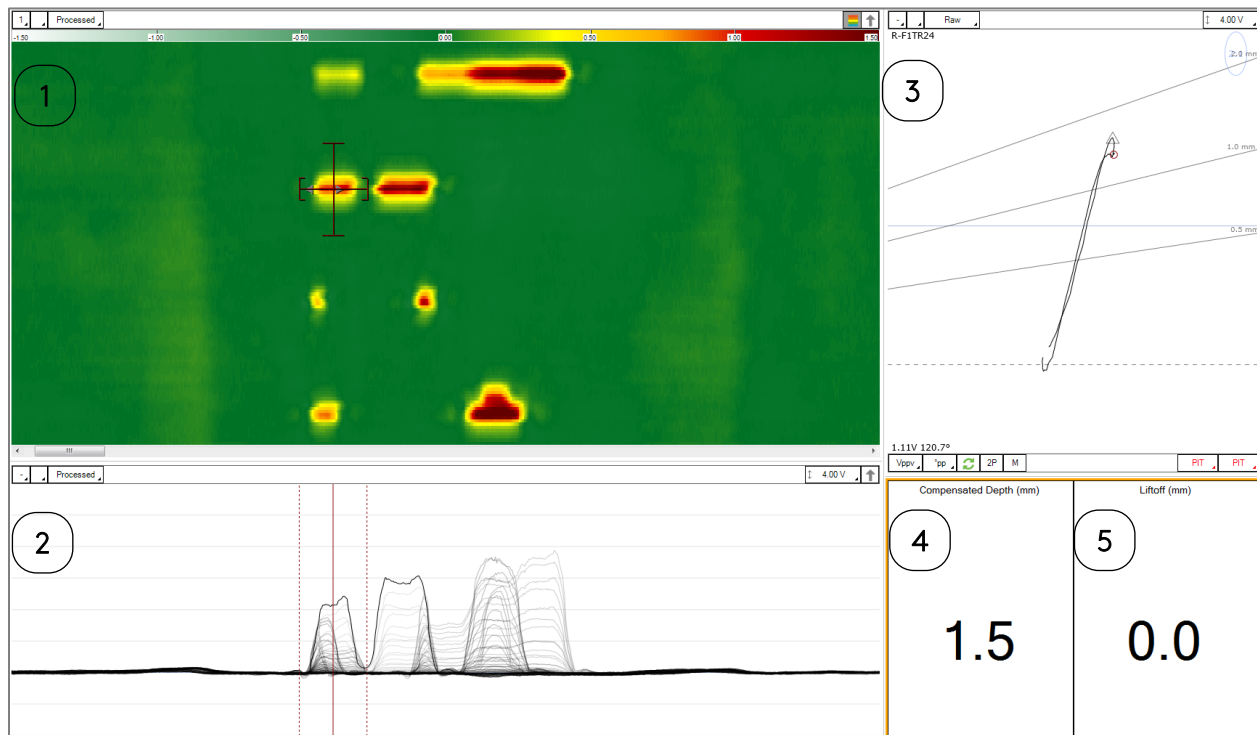 1 Processed
- Raw 4.00 V
-1.50 -1.00 -0.50 0.00 0.50 1.00 1.50
R-F1TR24
2.0 mm
1
3
1.0 mm
0.5 mm
1.11V 120.7°
Vppv °pp 2P M PIT PIT
- Processed 4.00 V
Compensated Depth (mm) Liftoff (mm)
2
4
5
1.5 0.0